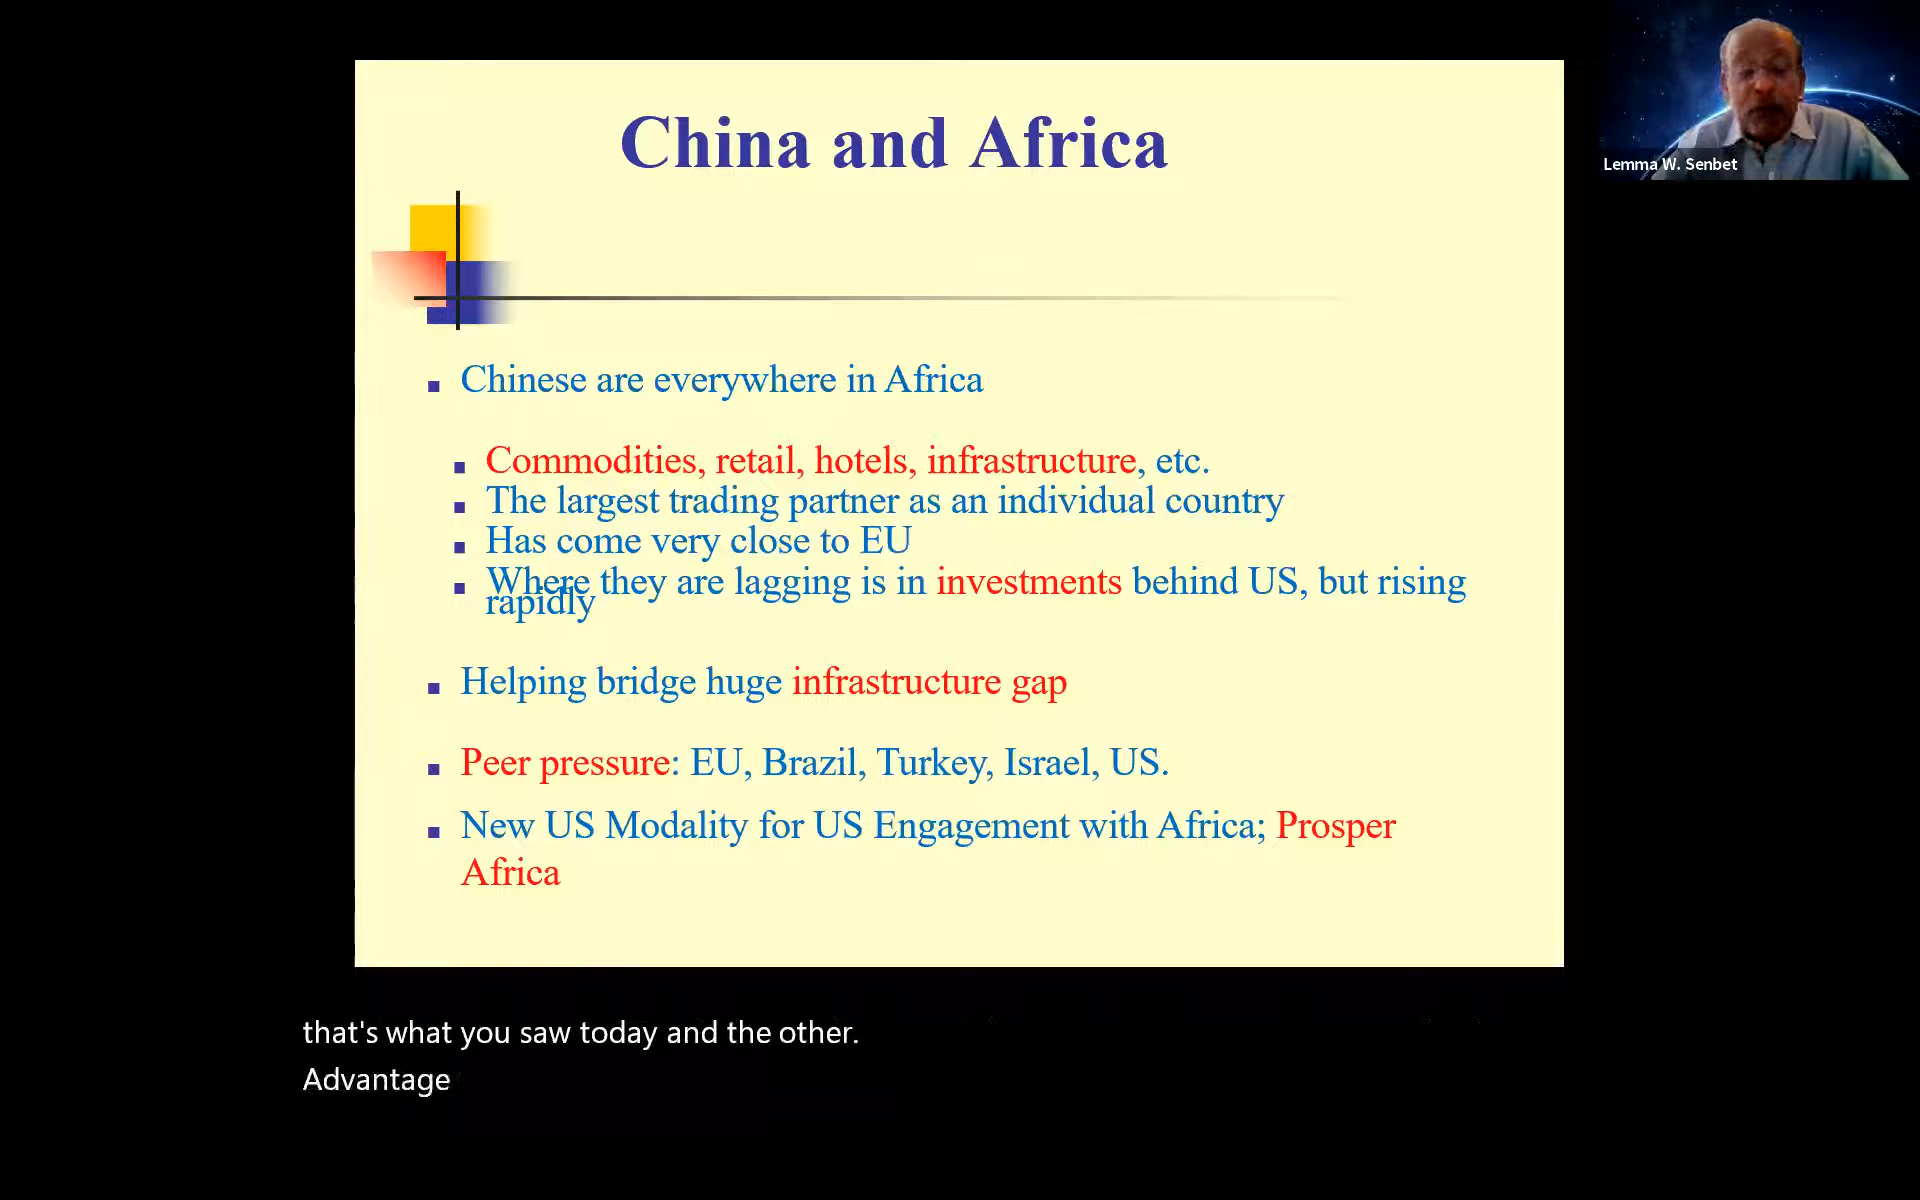 China and Africa
Lemma W. Senbet
Chinese are everywhere in Africa
Commodities, retail, hotels, infrastructure, etc.
The largest trading partner as an individual country
Has come very close to EU
Where they are lagging is in investments behind US, but rising
rapidly
Helping bridge huge infrastructure gap
Peer pressure: EU, Brazil, Turkey, Israel, US.
New US Modality for US Engagement with Africa; Prosper
Africa
that's what you saw today and the other.
Advantage